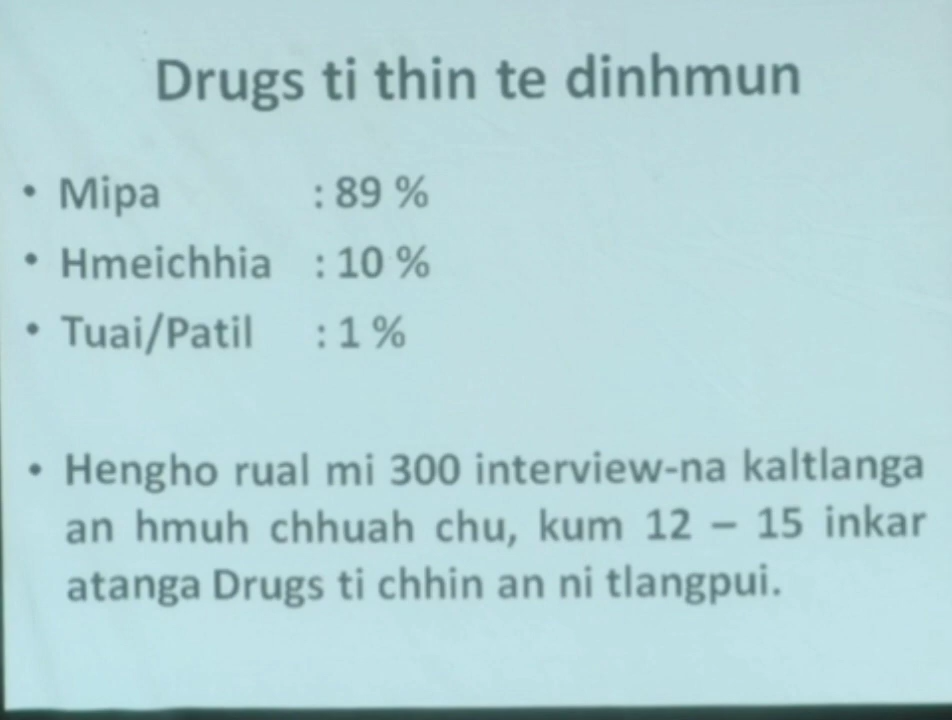 Drugs ti thin te dinhmun
• Mipa : 89 %
• Hmeichhia : 10 %
• Tuai/Patil : 1 %
• Hengho rual mi 300 interview-na kaltlanga
an hmuh chhuah chu, kum 12 – 15 inkar
atanga Drugs ti chhin an ni tlangpui.